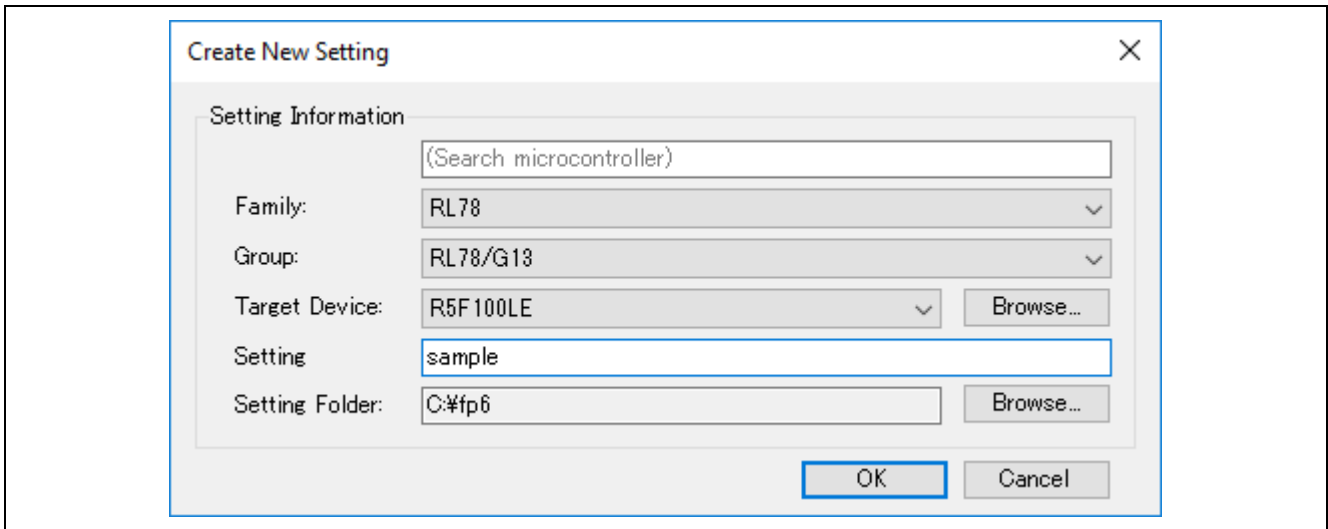 Create New Setting
Setting Information
(Search microcontroller)
Family: RL78
Group: RL78/G13
Target Device: R5F100LE Browse...
Setting sample
Setting Folder: C:¥fp6 Browse...
OK Cancel